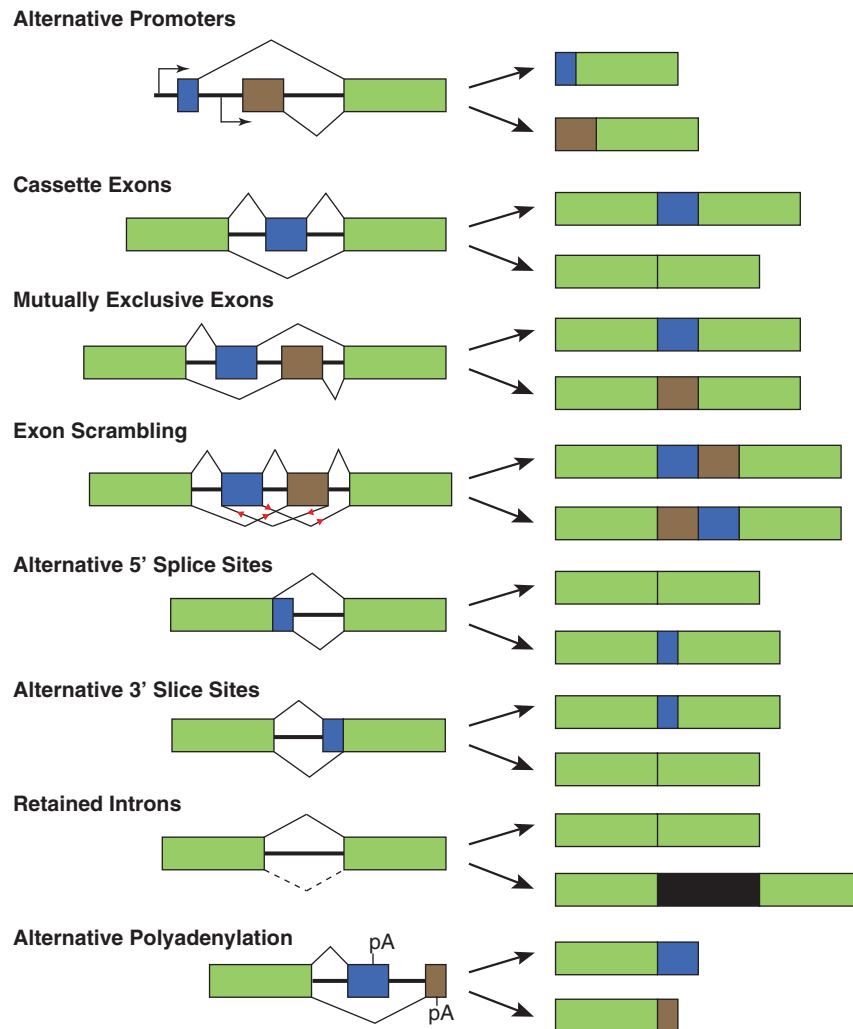 Alternative Promoters
Cassette Exons
Mutually Exclusive Exons
Exon Scrambling
Alternative 5' Splice Sites
Alternative 3' Slice Sites
Retained Introns
Alternative Polyadenylation
pA
pA